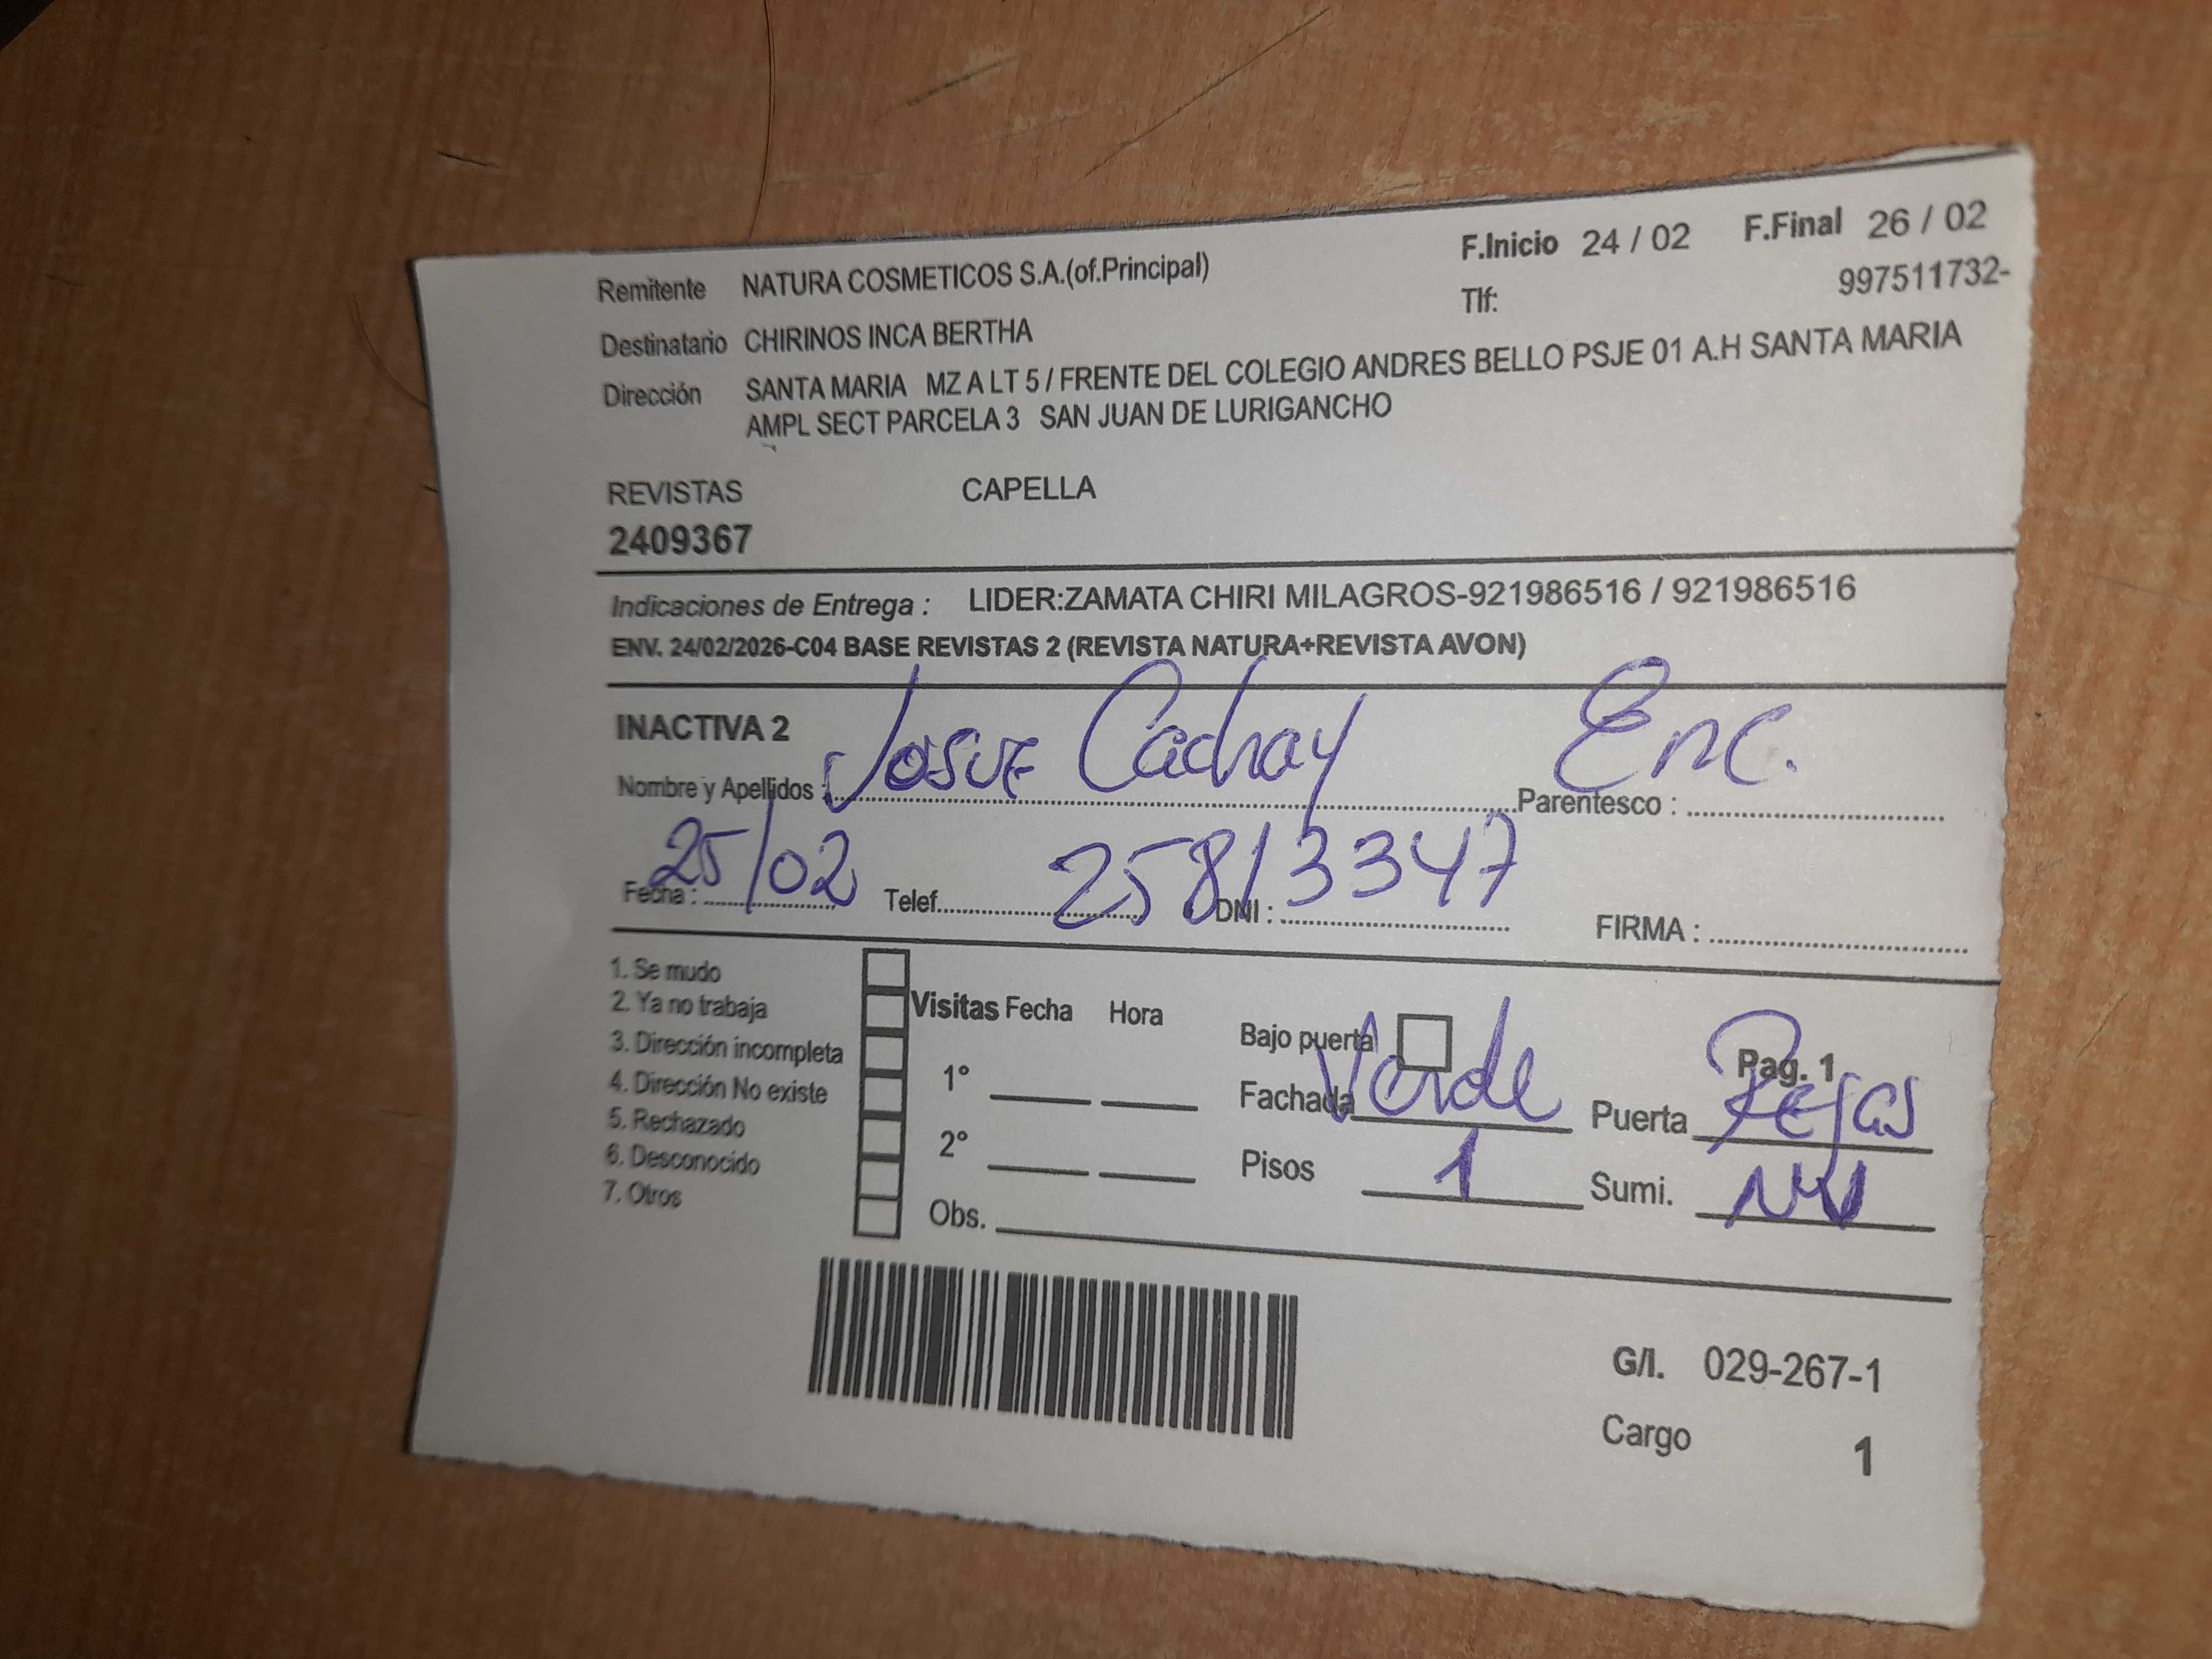 Remitente NATURA COSMETICOS S.A.(of.Principal) F.Inicio 24 / 02 F.Final 26 / 02
Tlf: 997511732-
Destinatario CHIRINOS INCA BERTHA
Dirección SANTA MARIA MZ A LT 5 / FRENTE DEL COLEGIO ANDRES BELLO PSJE 01 A.H SANTA MARIA
AMPL SECT PARCELA 3 SAN JUAN DE LURIGANCHO
REVISTAS CAPELLA
2409367
Indicaciones de Entrega : LIDER:ZAMATA CHIRI MILAGROS-921986516 / 921986516
ENV. 24/02/2026-C04 BASE REVISTAS 2 (REVISTA NATURA+REVISTA AVON)
INACTIVA 2
Nombre y Apellidos : Josue Cachay Parentesco : Enc.
Fecha : 25/02 Telef. DNI : 25813347 FIRMA :
1. Se mudo
2. Ya no trabaja
3. Dirección incompleta
4. Dirección No existe
5. Rechazado
6. Desconocido
7. Otros
Visitas Fecha Hora
1°
2°
Obs.
Bajo puerta Pag. 1
Fachada Verde Puerta Rejas
Pisos 1 Sumi.
G/I. 029-267-1
Cargo 1